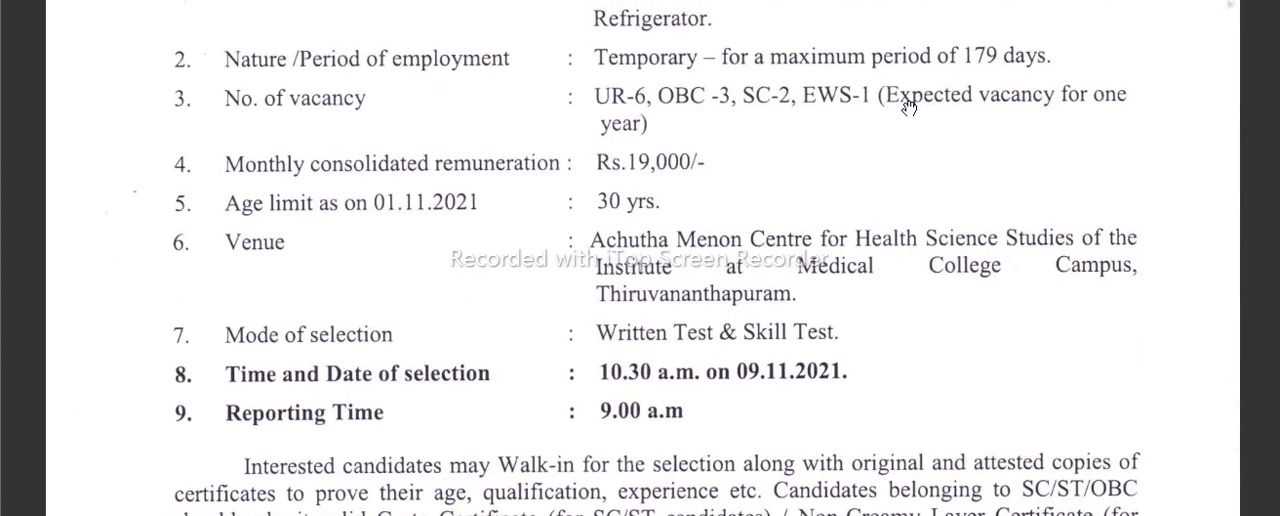 Refrigerator.
2. Nature /Period of employment : Temporary – for a maximum period of 179 days.
3. No. of vacancy : UR-6, OBC -3, SC-2, EWS-1 (Expected vacancy for one
year)
4. Monthly consolidated remuneration : Rs.19,000/-
5. Age limit as on 01.11.2021 : 30 yrs.
6. Venue : Achutha Menon Centre for Health Science Studies of the
Recorded with iTop Screen Recorder
Institute at Medical College Campus,
Thiruvananthapuram.
7. Mode of selection : Written Test & Skill Test.
8. Time and Date of selection : 10.30 a.m. on 09.11.2021.
9. Reporting Time : 9.00 a.m
Interested candidates may Walk-in for the selection along with original and attested copies of
certificates to prove their age, qualification, experience etc. Candidates belonging to SC/ST/OBC